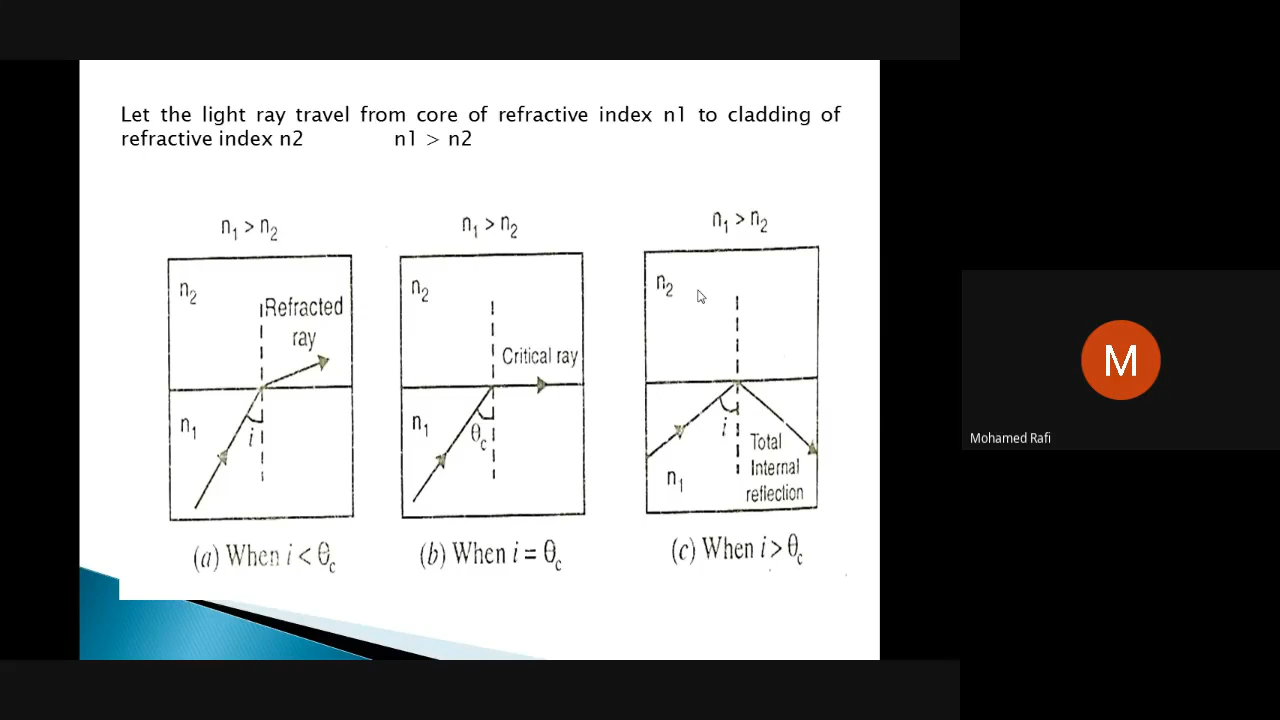 Let the light ray travel from core of refractive index n1 to cladding of
refractive index n2 n1 > n2
n₁ > n₂
n₁ > n₂
n₁ > n₂
n₂
Refracted
ray
n₁
i
n₂
Critical ray
n₁
θc
n₂
i
Total
Internal
reflection
n₁
(a) When i < θc
(b) When i = θc
(c) When i > θc
M
Mohamed Rafi